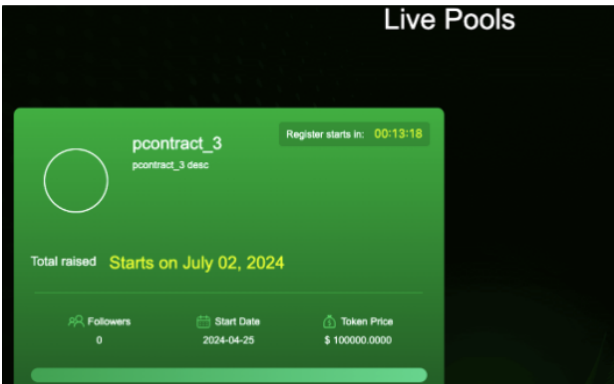 Live Pools
Register starts in: 00:13:18
pcontract_3
pcontract_3 desc
Total raised Starts on July 02, 2024
Followers Start Date Token Price
0 2024-04-25 $ 100000.0000